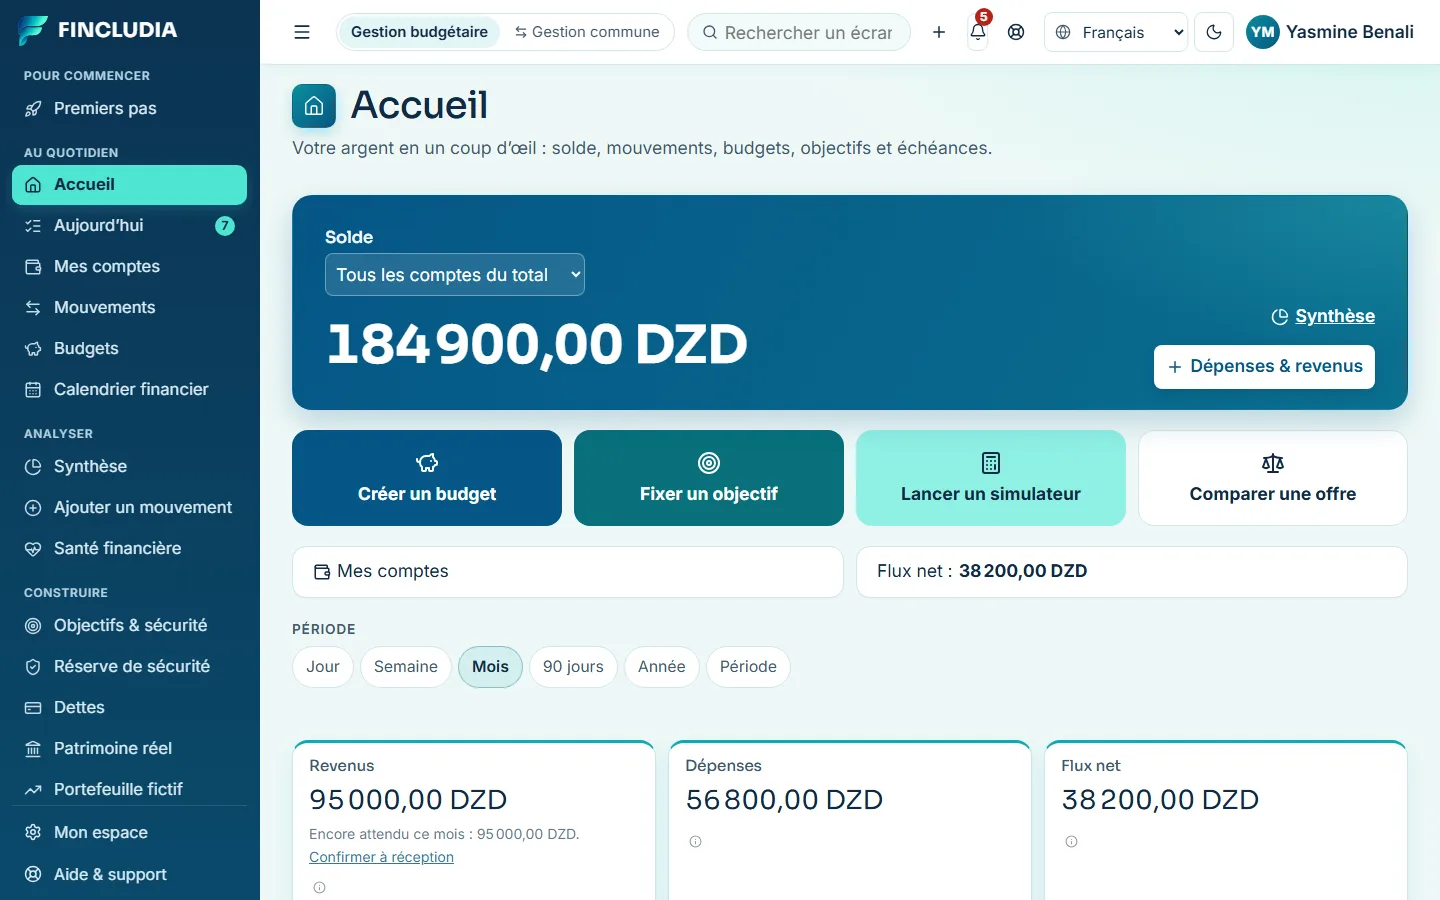 FINCLUDIA
POUR COMMENCER
Premiers pas
AU QUOTIDIEN
Accueil
Aujourd’hui
7
Mes comptes
Mouvements
Budgets
Calendrier financier
ANALYSER
Synthèse
Ajouter un mouvement
Santé financière
CONSTRUIRE
Objectifs & sécurité
Réserve de sécurité
Dettes
Patrimoine réel
Portefeuille fictif
Mon espace
Aide & support
Gestion budgétaire
Gestion commune
Rechercher un écran
5
Français
YM
Yasmine Benali
Accueil
Votre argent en un coup d’œil : solde, mouvements, budgets, objectifs et échéances.
Solde
Tous les comptes du total
184 900,00 DZD
Synthèse
+ Dépenses & revenus
Créer un budget
Fixer un objectif
Lancer un simulateur
Comparer une offre
Mes comptes
Flux net : 38 200,00 DZD
PÉRIODE
Jour
Semaine
Mois
90 jours
Année
Période
Revenus
95 000,00 DZD
Encore attendu ce mois : 95 000,00 DZD.
Confirmer à réception
Dépenses
56 800,00 DZD
Flux net
38 200,00 DZD